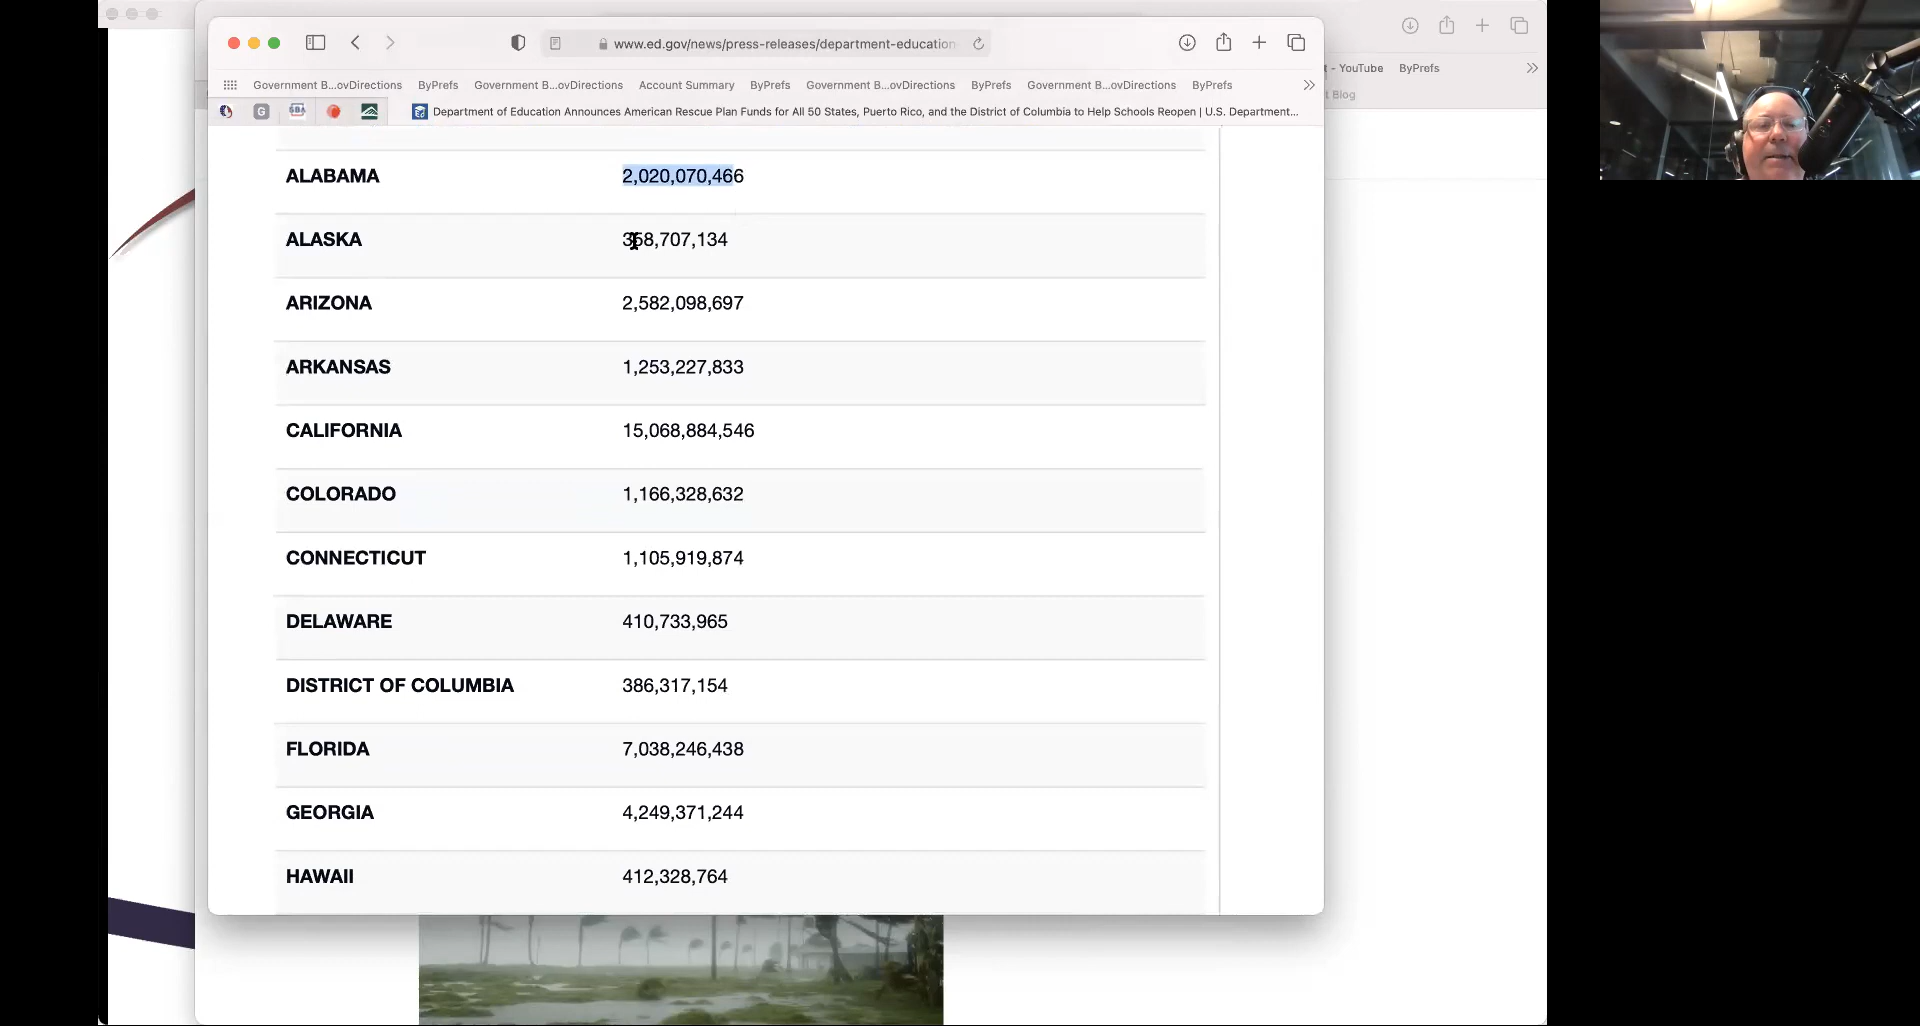 www.ed.gov/news/press-releases/department-education
t - YouTube ByPrefs
Government B...ovDirections ByPrefs Government B...ovDirections Account Summary ByPrefs Government B...ovDirections ByPrefs Government B...ovDirections ByPrefs
t Blog
G SBA Department of Education Announces American Rescue Plan Funds for All 50 States, Puerto Rico, and the District of Columbia to Help Schools Reopen | U.S. Department...
ALABAMA 2,020,070,466
ALASKA 358,707,134
ARIZONA 2,582,098,697
ARKANSAS 1,253,227,833
CALIFORNIA 15,068,884,546
COLORADO 1,166,328,632
CONNECTICUT 1,105,919,874
DELAWARE 410,733,965
DISTRICT OF COLUMBIA 386,317,154
FLORIDA 7,038,246,438
GEORGIA 4,249,371,244
HAWAII 412,328,764